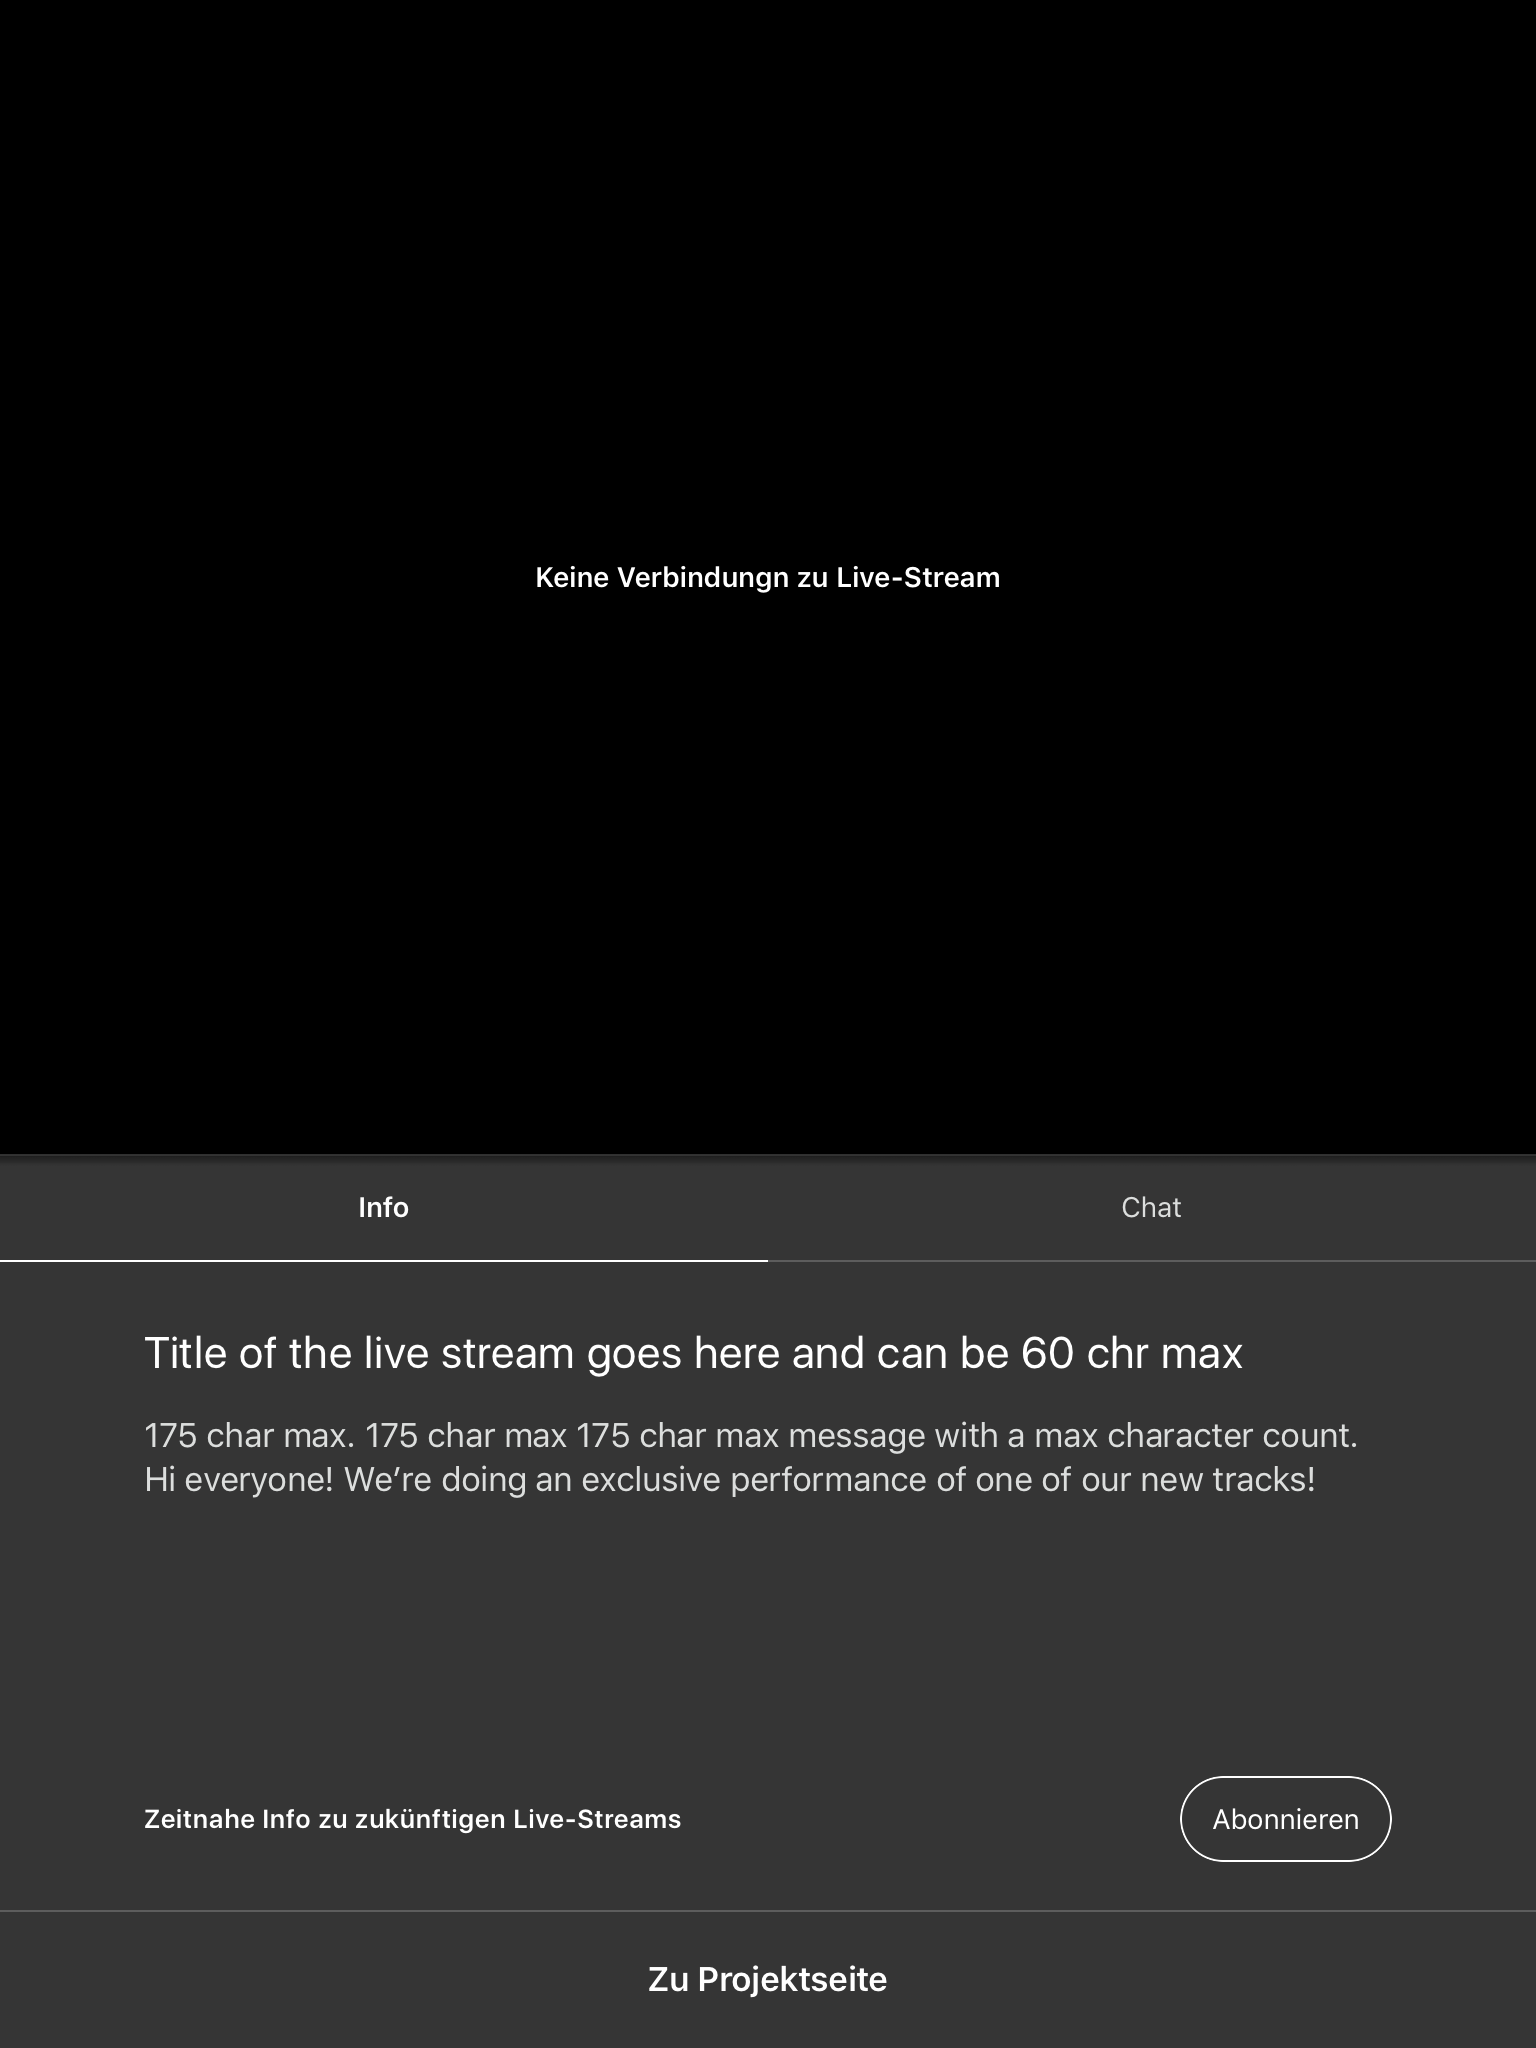 Keine Verbindungn zu Live-Stream
Info
Chat
Title of the live stream goes here and can be 60 chr max
175 char max. 175 char max 175 char max message with a max character count.
Hi everyone! We’re doing an exclusive performance of one of our new tracks!
Zeitnahe Info zu zukünftigen Live-Streams
Abonnieren
Zu Projektseite